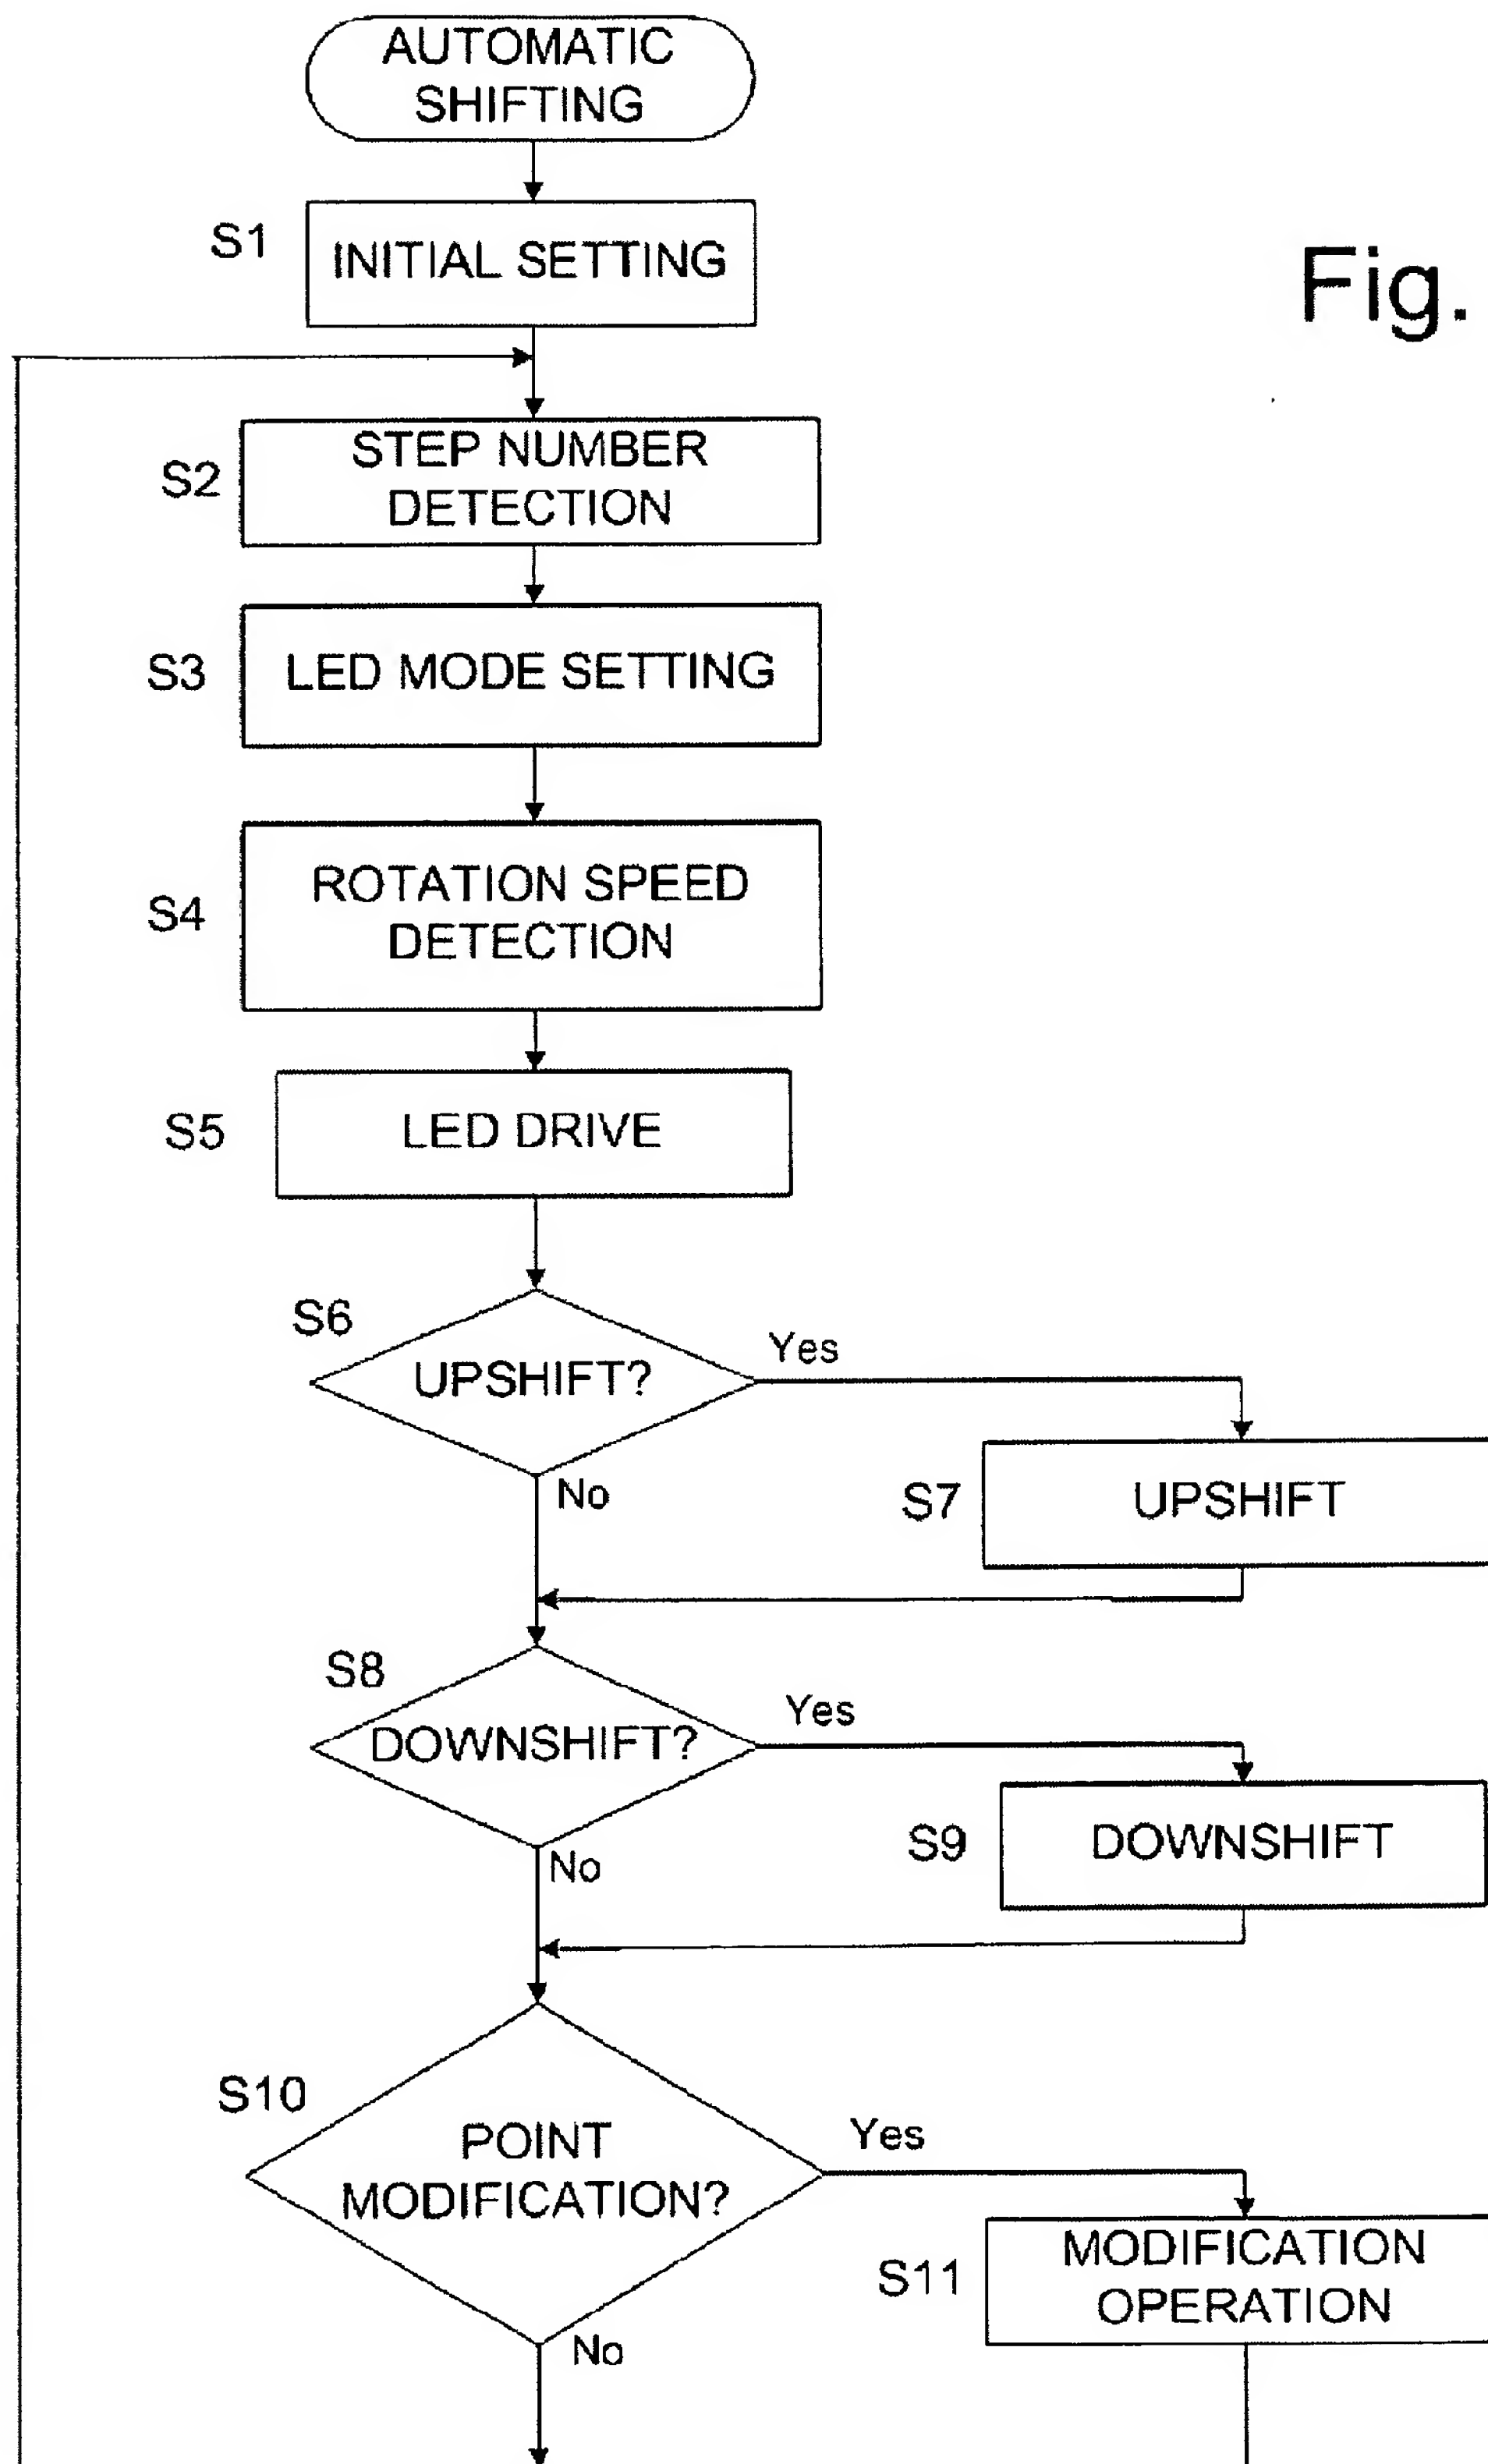 AUTOMATIC
SHIFTING
S1
INITIAL SETTING
Fig.
S2
STEP NUMBER
DETECTION
S3
LED MODE SETTING
S4
ROTATION SPEED
DETECTION
S5
LED DRIVE
S6
UPSHIFT?
Yes
No
S7
UPSHIFT
S8
DOWNSHIFT?
Yes
No
S9
DOWNSHIFT
S10
POINT
MODIFICATION?
Yes
No
S11
MODIFICATION
OPERATION